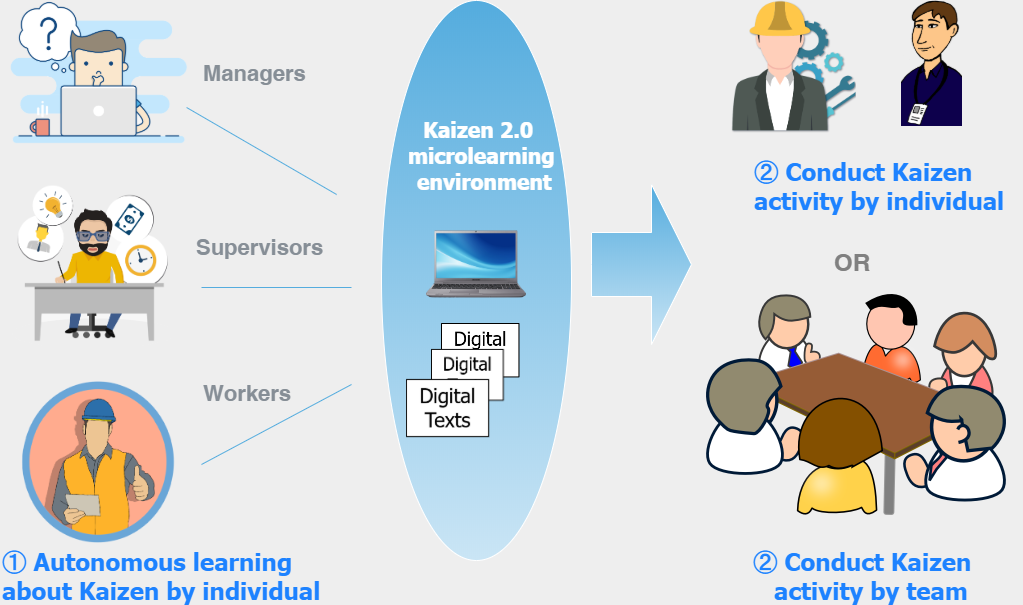 ?
Managers
Supervisors
Workers
① Autonomous learning
about Kaizen by individual
Kaizen 2.0
microlearning
environment
Digital
Digital
Digital
Texts
② Conduct Kaizen
activity by individual
OR
② Conduct Kaizen
activity by team